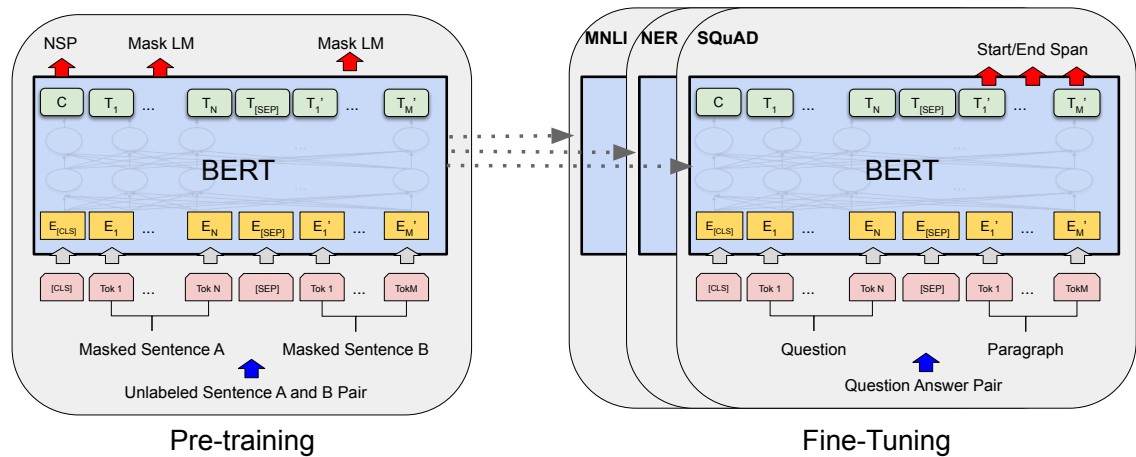 NSP Mask LM Mask LM
C T1 ... TN T[SEP] T1' ... TM'
...
BERT
...
E[CLS] E1 ... EN E[SEP] E1' ... EM'
[CLS] Tok 1 ... Tok N [SEP] Tok 1 ... TokM
Masked Sentence A Masked Sentence B
Unlabeled Sentence A and B Pair
Pre-training
MNLI NER SQuAD
Start/End Span
C T1 ... TN T[SEP] T1' ... TM'
...
BERT
...
E[CLS] E1 ... EN E[SEP] E1' ... EM'
[CLS] Tok 1 ... Tok N [SEP] Tok 1 ... TokM
Question Paragraph
Question Answer Pair
Fine-Tuning